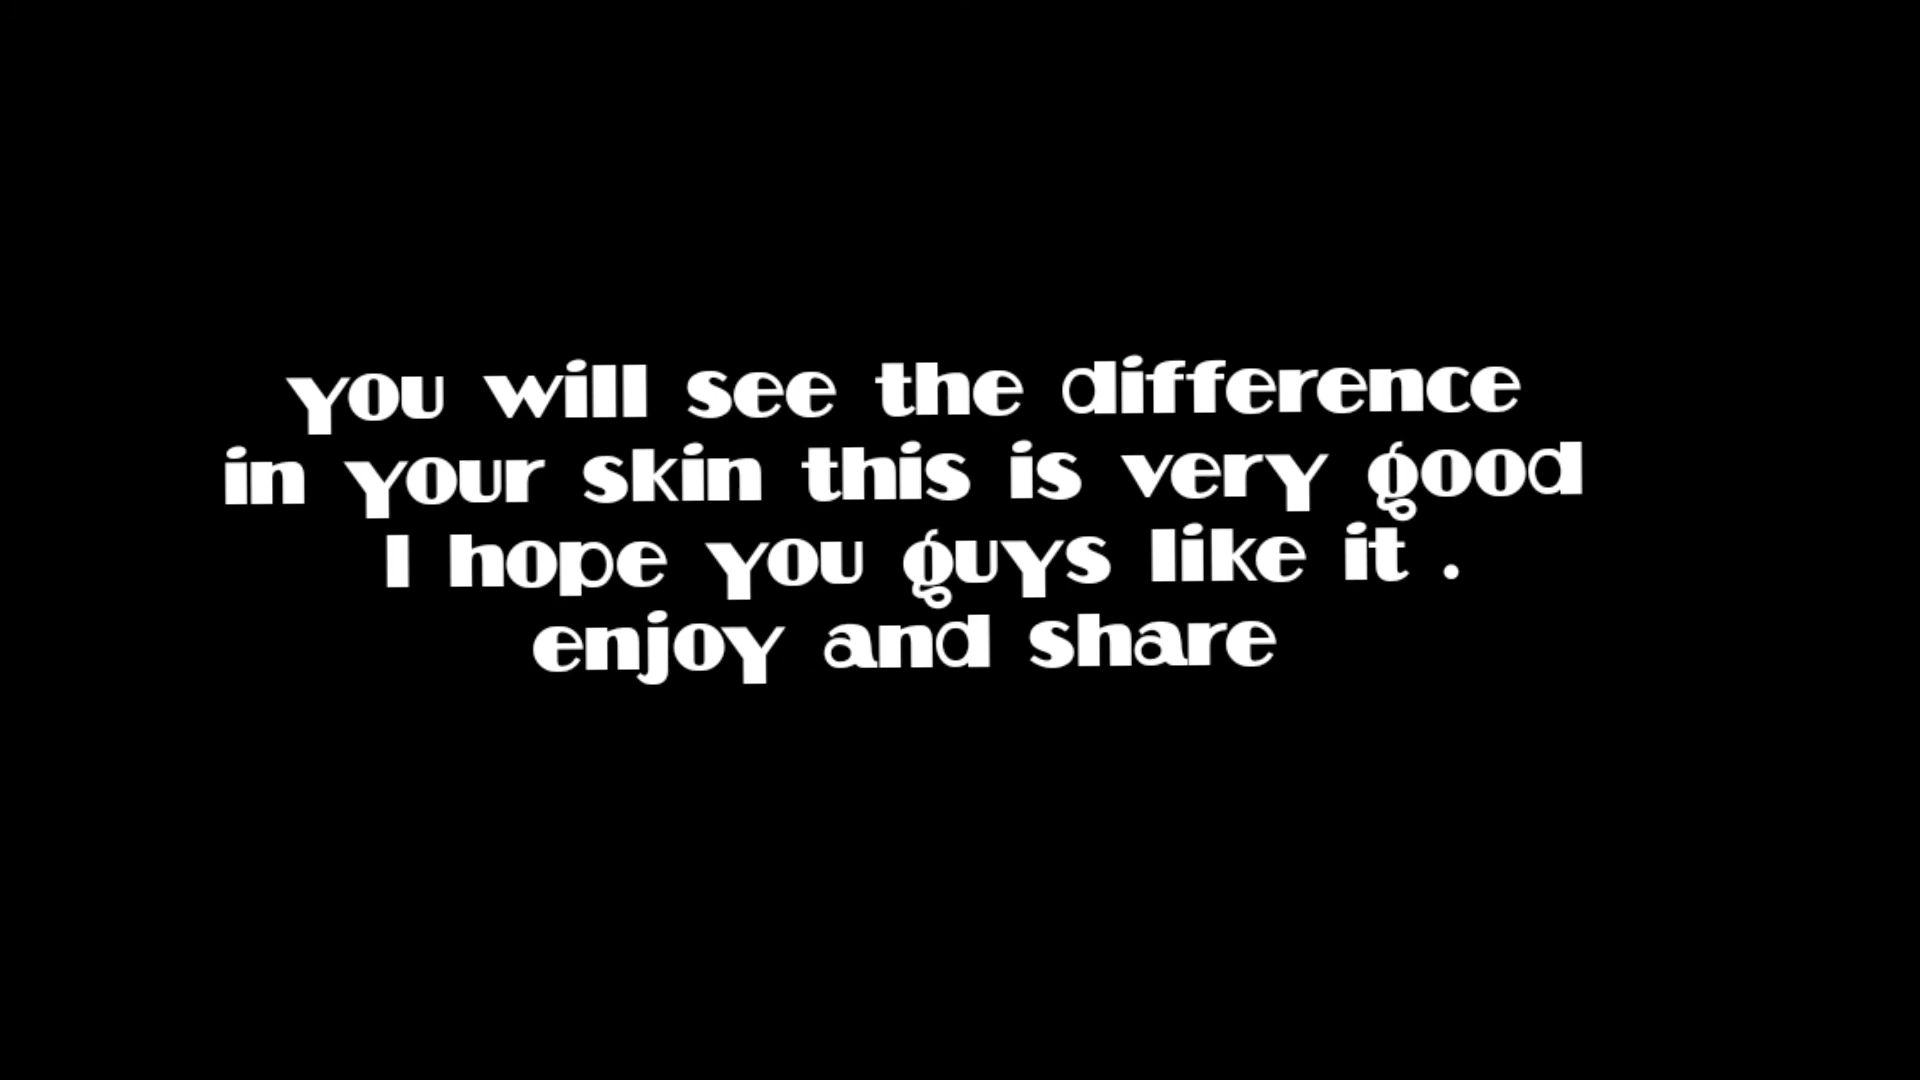 you will see the difference
in your skin this is very good
I hope you guys like it .
enjoy and share